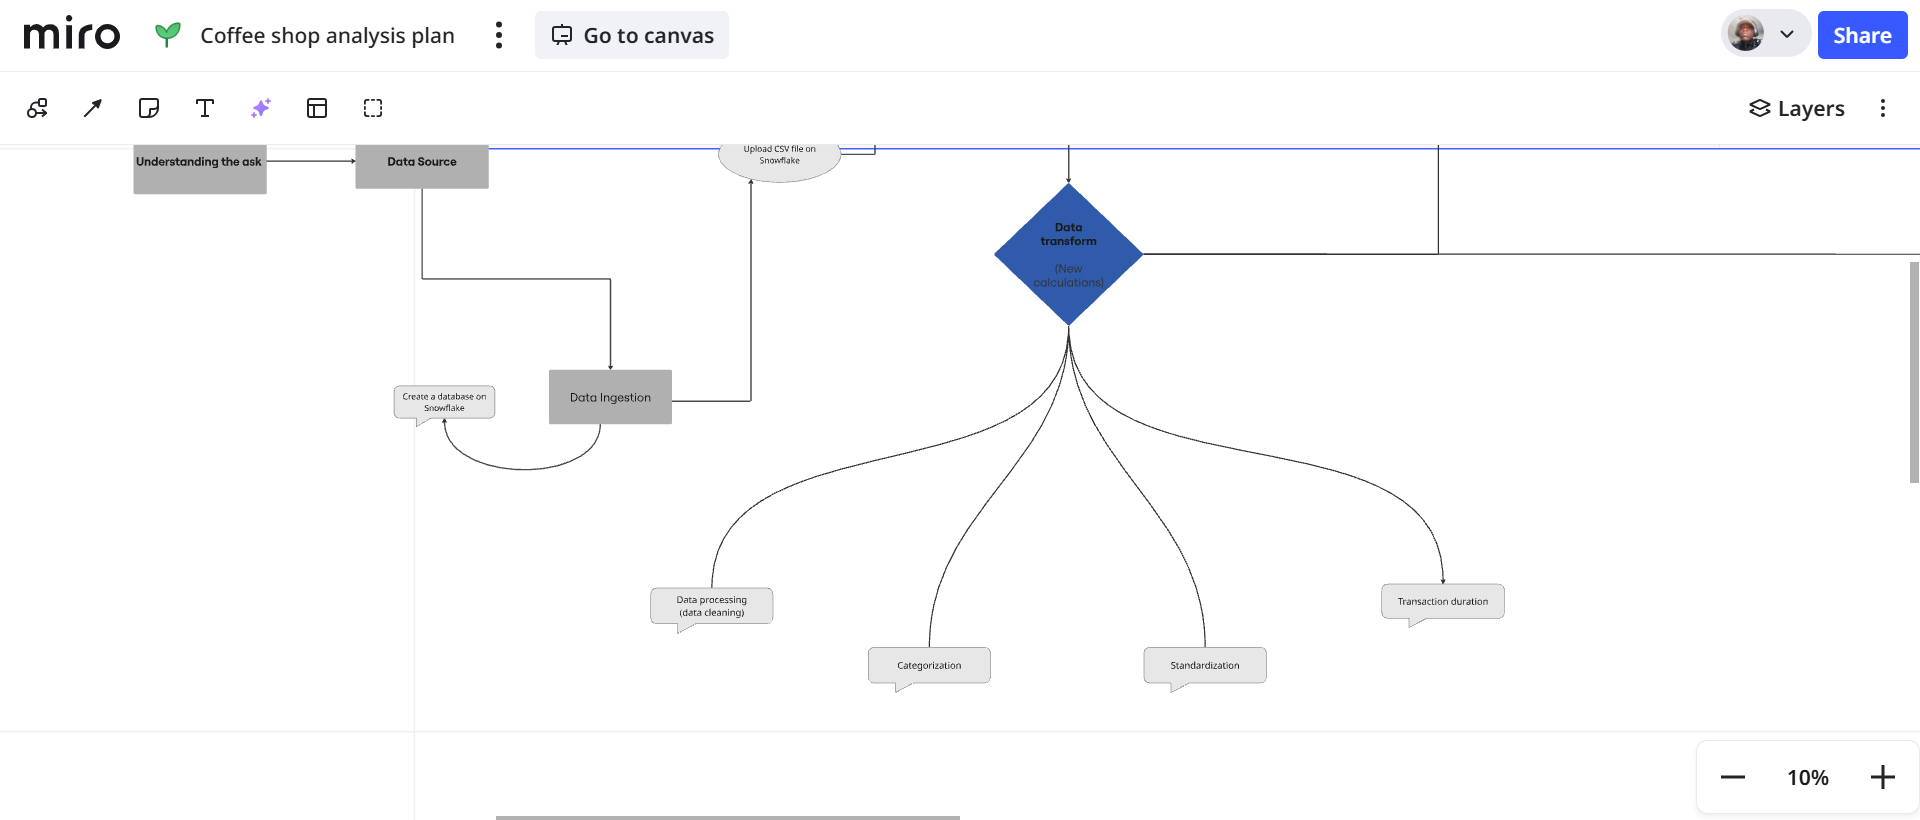 miro
Coffee shop analysis plan
Go to canvas
Share
Layers
Understanding the ask
Data Source
Upload CSV file on
Snowflake
Data
transform
(New
calculations)
Create a database on
Snowflake
Data Ingestion
Data processing
(data cleaning)
Categorization
Standardization
Transaction duration
10%